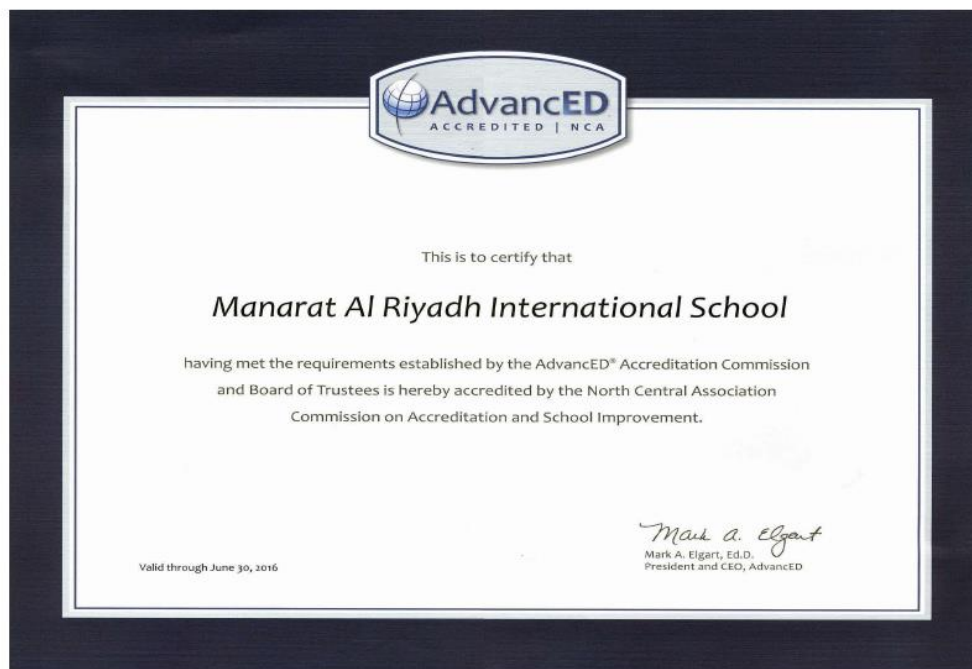 AdvancED
ACCREDITED | NCA
This is to certify that
Manarat Al Riyadh International School
having met the requirements established by the AdvancED® Accreditation Commission
and Board of Trustees is hereby accredited by the North Central Association
Commission on Accreditation and School Improvement.
Mark A. Elgart
Mark A. Elgart, Ed.D.
President and CEO, AdvancED
Valid through June 30, 2016